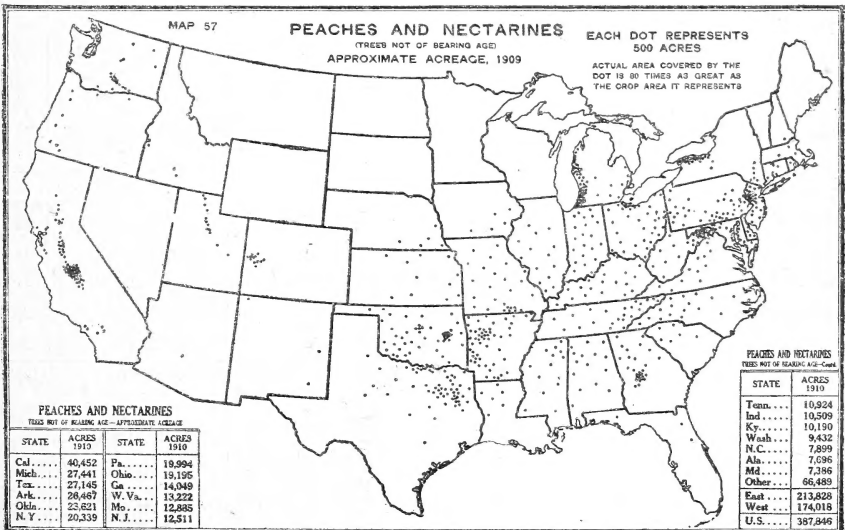 MAP 57
PEACHES AND NECTARINES
(TREES NOT OF BEARING AGE)
APPROXIMATE ACREAGE, 1909
EACH DOT REPRESENTS
500 ACRES
ACTUAL AREA COVERED BY THE
DOT IS 80 TIMES AS GREAT AS
THE CROP AREA IT REPRESENTS
PEACHES AND NECTARINES
TREES NOT OF BEARING AGE—APPROXIMATE ACREAGE
STATE ACRES 1910 STATE ACRES 1910
Cal..... 40,452 Pa...... 19,994
Mich.... 27,441 Ohio.... 19,195
Tex..... 27,145 Ga ..... 14,049
Ark..... 26,467 W. Va... 13,222
Okla.... 23,621 Mo..... 12,885
N. Y .... 20,339 N. J..... 12,511
PEACHES AND NECTARINES
TREES NOT OF BEARING AGE—Contd.
STATE ACRES 1910
Tenn.... 10,924
Ind ..... 10,509
Ky...... 10,190
Wash ... 9,432
N.C..... 7,899
Ala..... 7,696
Md ..... 7,386
Other ... 66,489
East .... 213,828
West ... 174,018
U.S..... 387,846